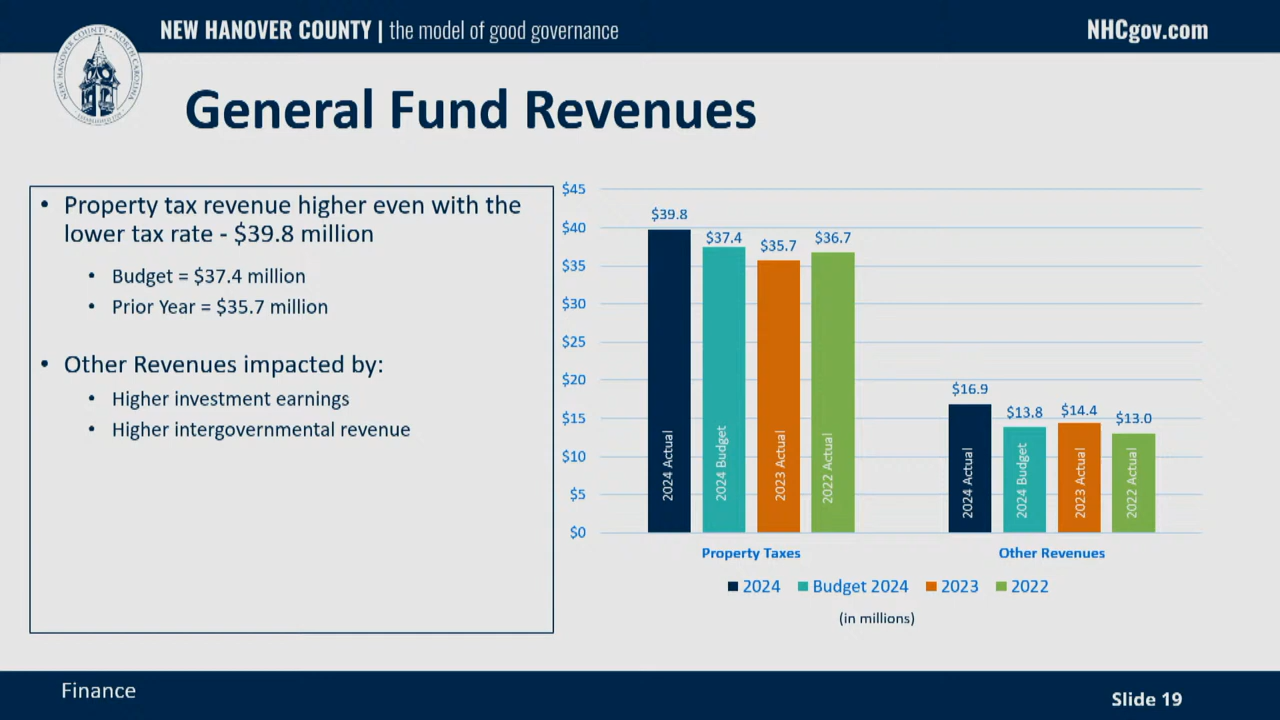 NEW HANOVER COUNTY | the model of good governance
NHCgov.com
NEW HANOVER COUNTY • NORTH CAROLINA
General Fund Revenues
• Property tax revenue higher even with the
lower tax rate - $39.8 million
• Budget = $37.4 million
• Prior Year = $35.7 million
• Other Revenues impacted by:
• Higher investment earnings
• Higher intergovernmental revenue
$45
$40
$35
$30
$25
$20
$15
$10
$5
$0
$39.8
$37.4
$35.7
$36.7
2024 Actual
2024 Budget
2023 Actual
2022 Actual
$16.9
$13.8
$14.4
$13.0
2024 Actual
2024 Budget
2023 Actual
2022 Actual
Property Taxes
Other Revenues
2024
Budget 2024
2023
2022
(in millions)
Finance
Slide 19